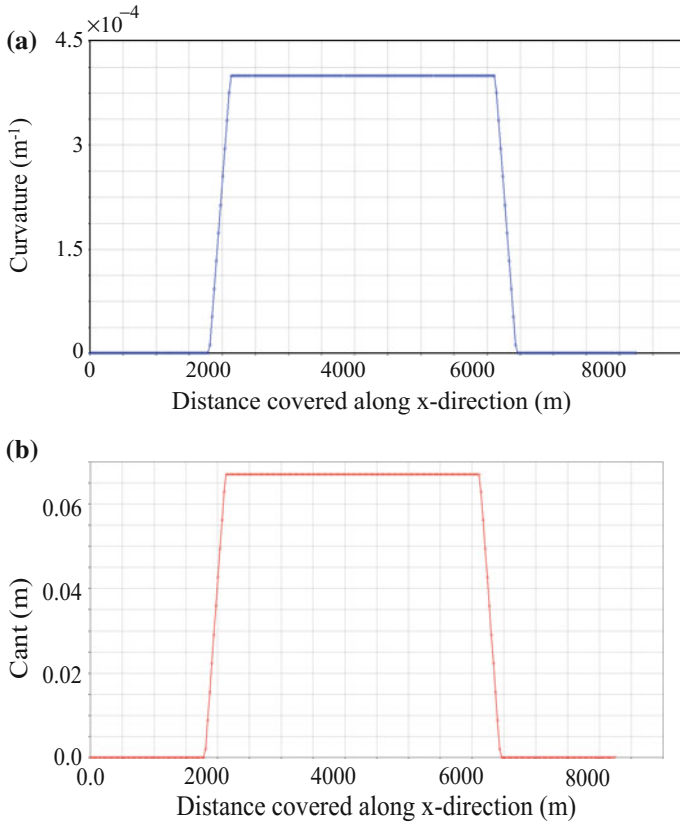 (a)
×10⁻⁴
4.5
3
1.5
0
Curvature (m⁻¹)
0 2000 4000 6000 8000
Distance covered along x-direction (m)
(b)
0.06
0.04
0.02
0.0
Cant (m)
0.0 2000 4000 6000 8000
Distance covered along x-direction (m)